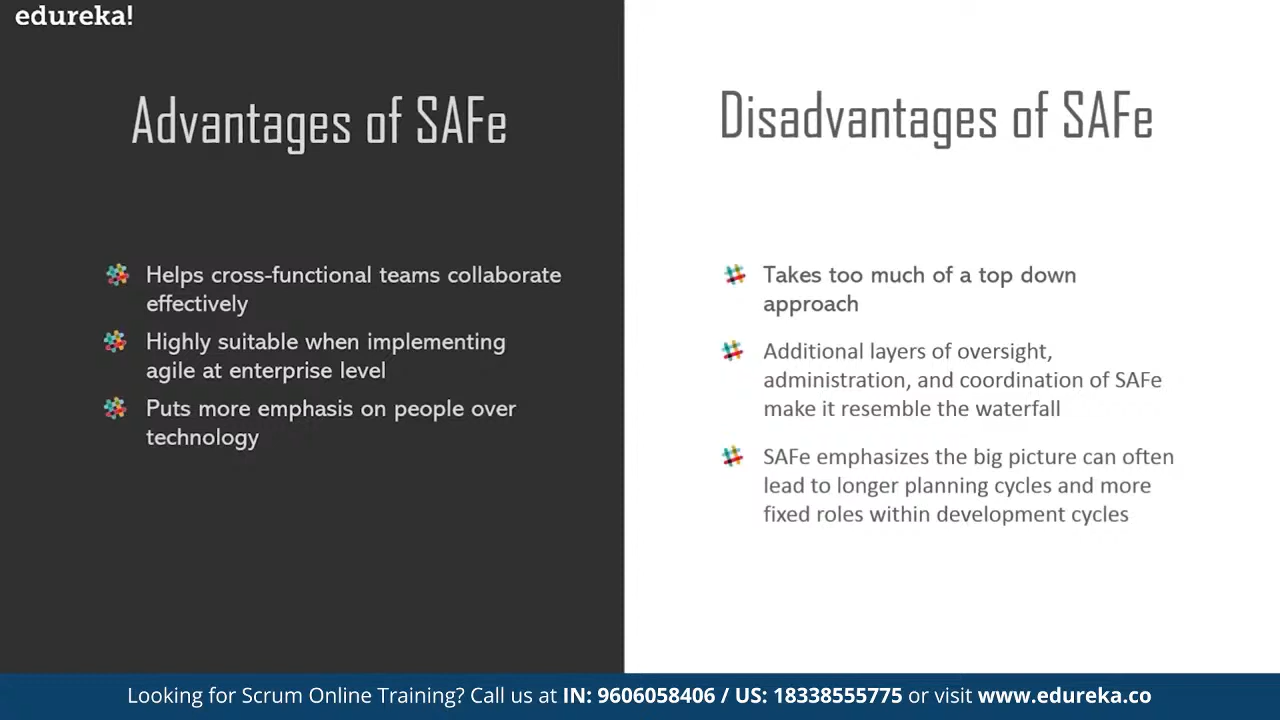 edureka!
Advantages of SAFe
Helps cross-functional teams collaborate
effectively
Highly suitable when implementing
agile at enterprise level
Puts more emphasis on people over
technology
Disadvantages of SAFe
Takes too much of a top down
approach
Additional layers of oversight,
administration, and coordination of SAFe
make it resemble the waterfall
SAFe emphasizes the big picture can often
lead to longer planning cycles and more
fixed roles within development cycles
Looking for Scrum Online Training? Call us at IN: 9606058406 / US: 18338555775 or visit www.edureka.co